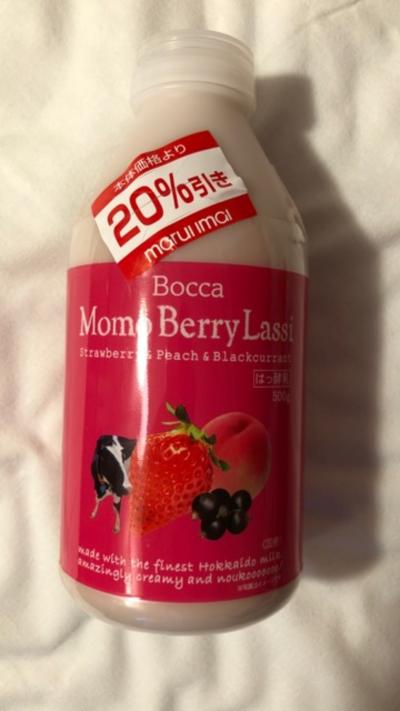 本体価格より
20%引き
marui imai
Bocca
Momo Berry Lassi
Strawberry & Peach & Blackcurrant
はっ酵乳
500g
made with the finest Hokkaido milk.
amazingly creamy and noukoooooo!